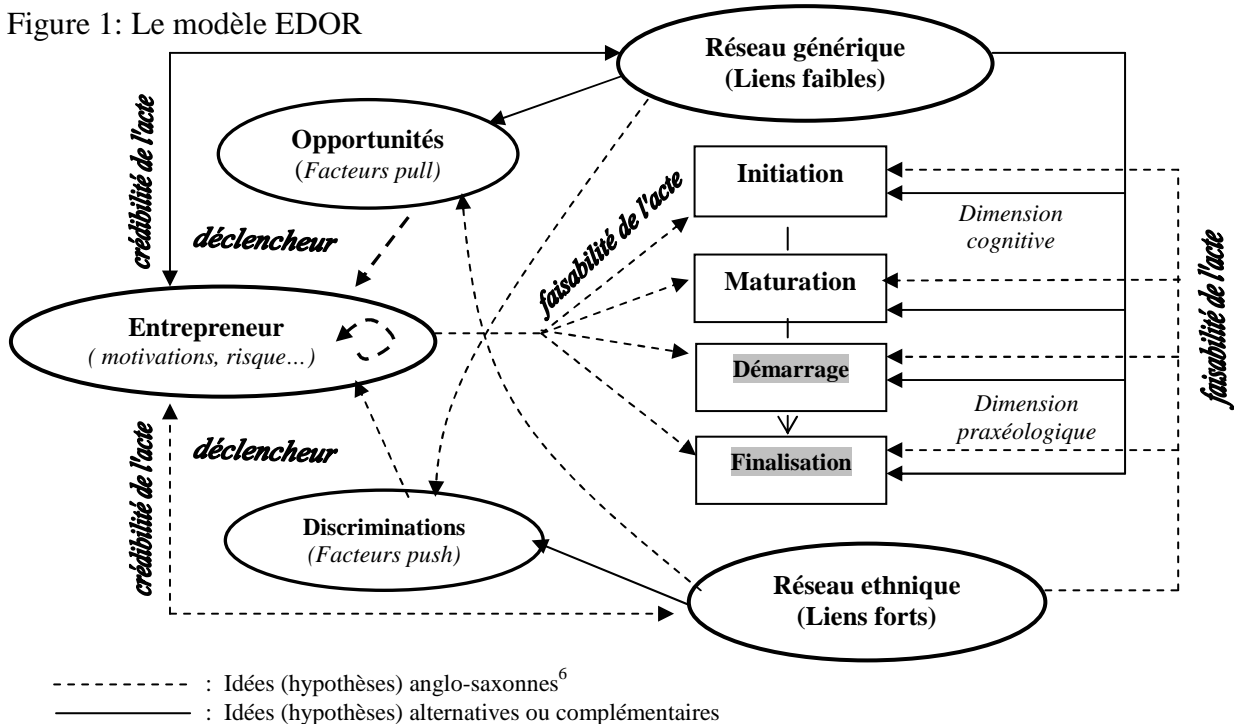 Figure 1: Le modèle EDOR
Réseau générique
(Liens faibles)
crédibilité de l'acte
Opportunités
(Facteurs pull)
déclencheur
faisabilité de l'acte
Initiation
Dimension
cognitive
Maturation
Entrepreneur
( motivations, risque…)
Démarrage
Dimension
praxéologique
Finalisation
faisabilité de l'acte
déclencheur
crédibilité de l'acte
Discriminations
(Facteurs push)
Réseau ethnique
(Liens forts)
: Idées (hypothèses) anglo-saxonnes6
: Idées (hypothèses) alternatives ou complémentaires